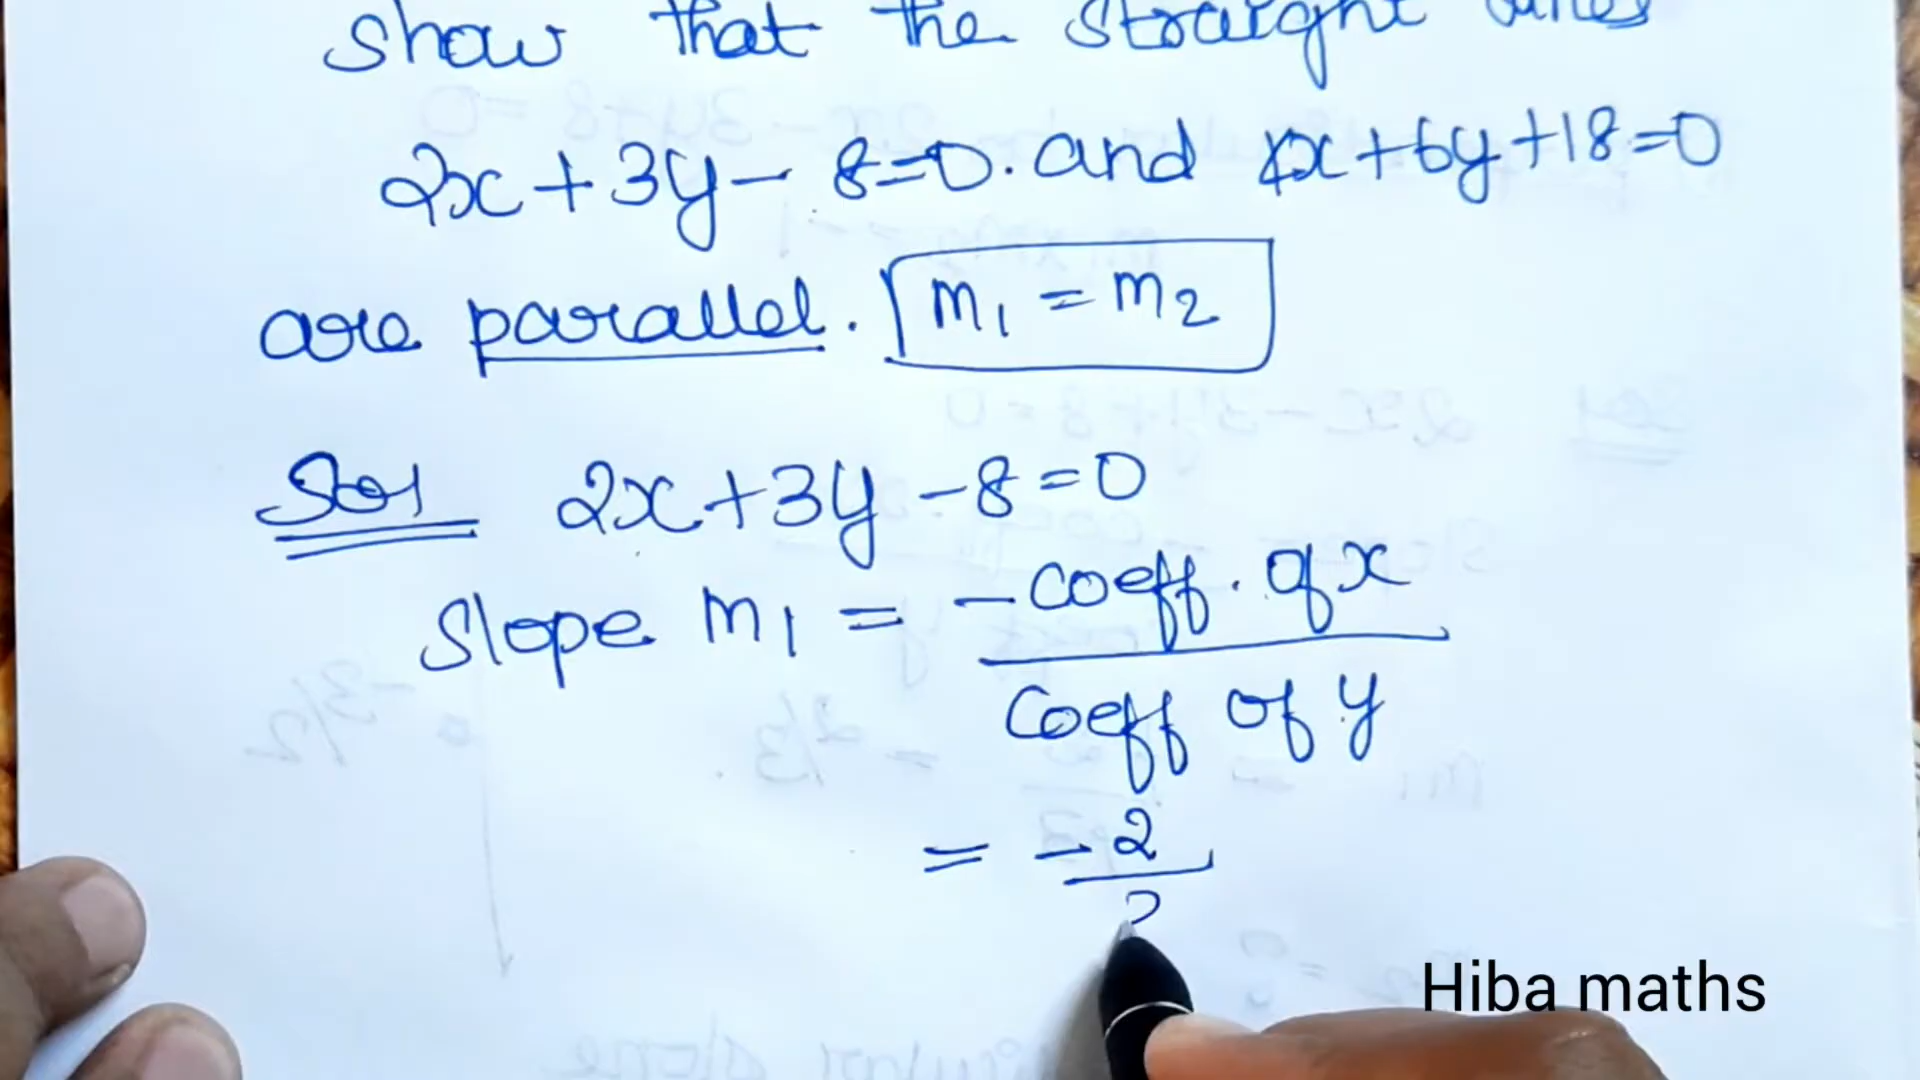 show that the straight lines
2x+3y-8=0. and 4x+6y+18=0
are parallel. m1 = m2
Sol 2x+3y-8=0
Slope m1 = -coeff. of x
coeff of y
= -2
Hiba maths